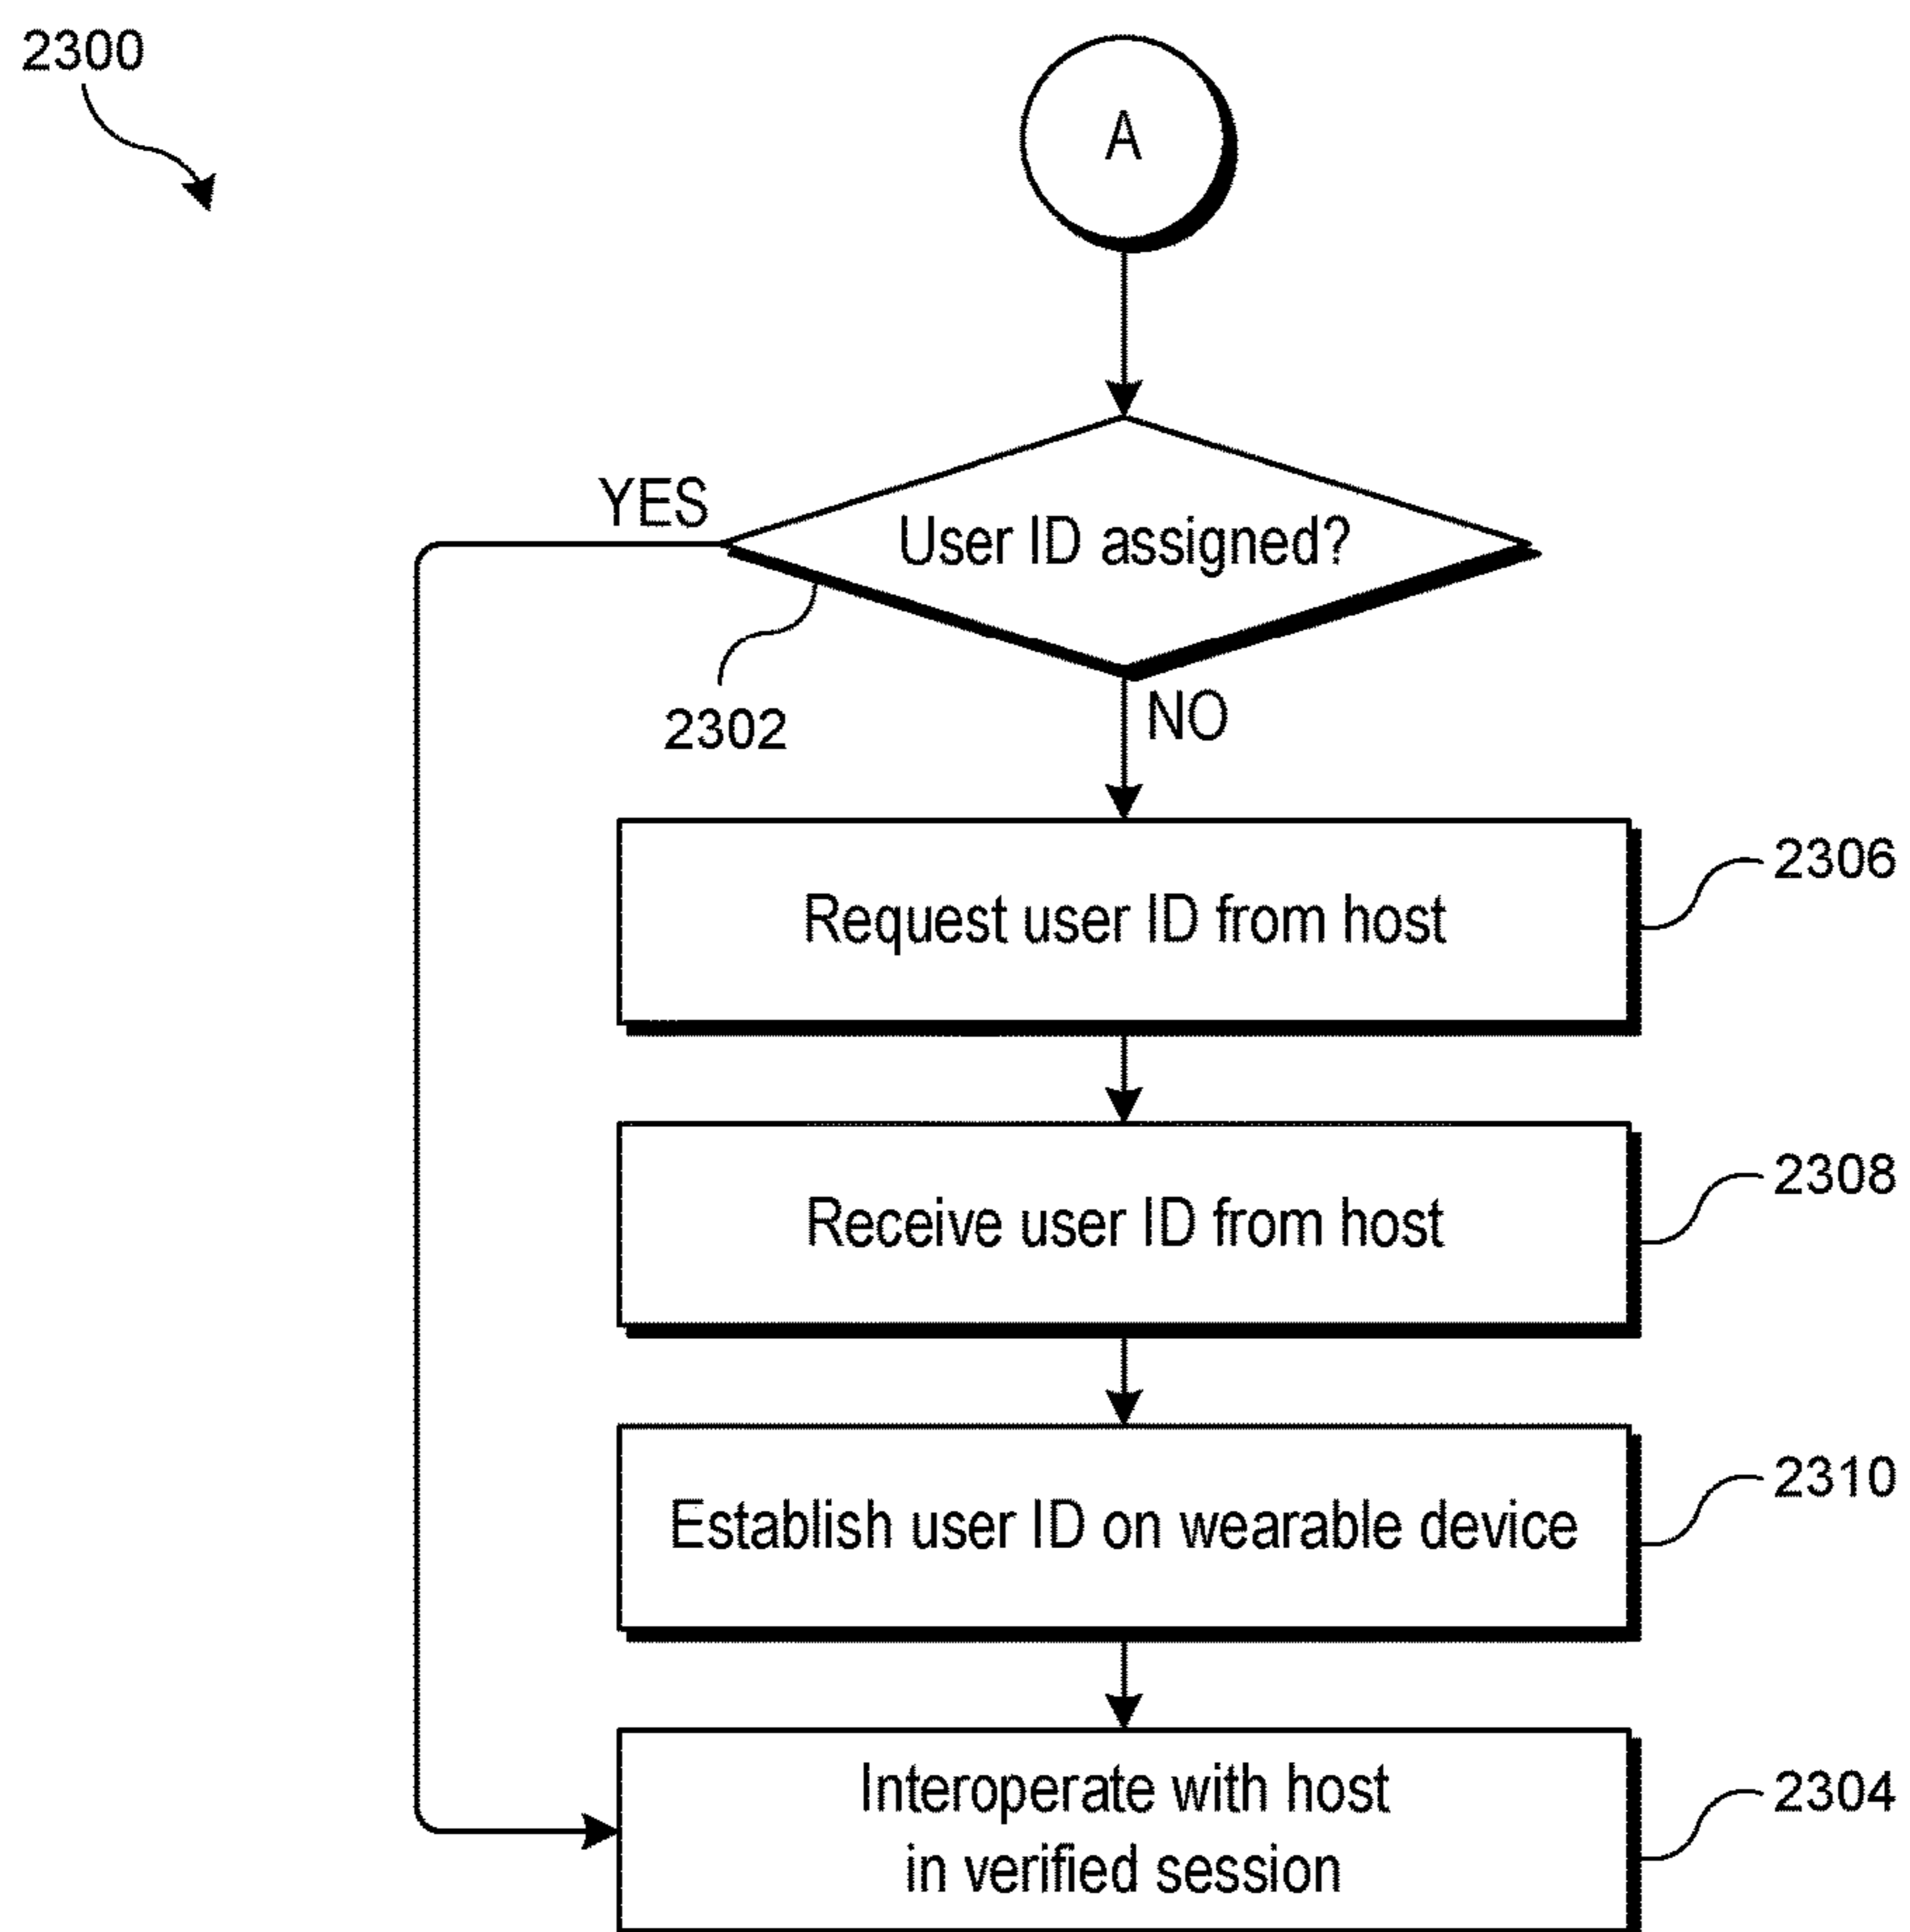 2300
A
YES
User ID assigned?
2302
NO
Request user ID from host
2306
Receive user ID from host
2308
Establish user ID on wearable device
2310
Interoperate with host
in verified session
2304